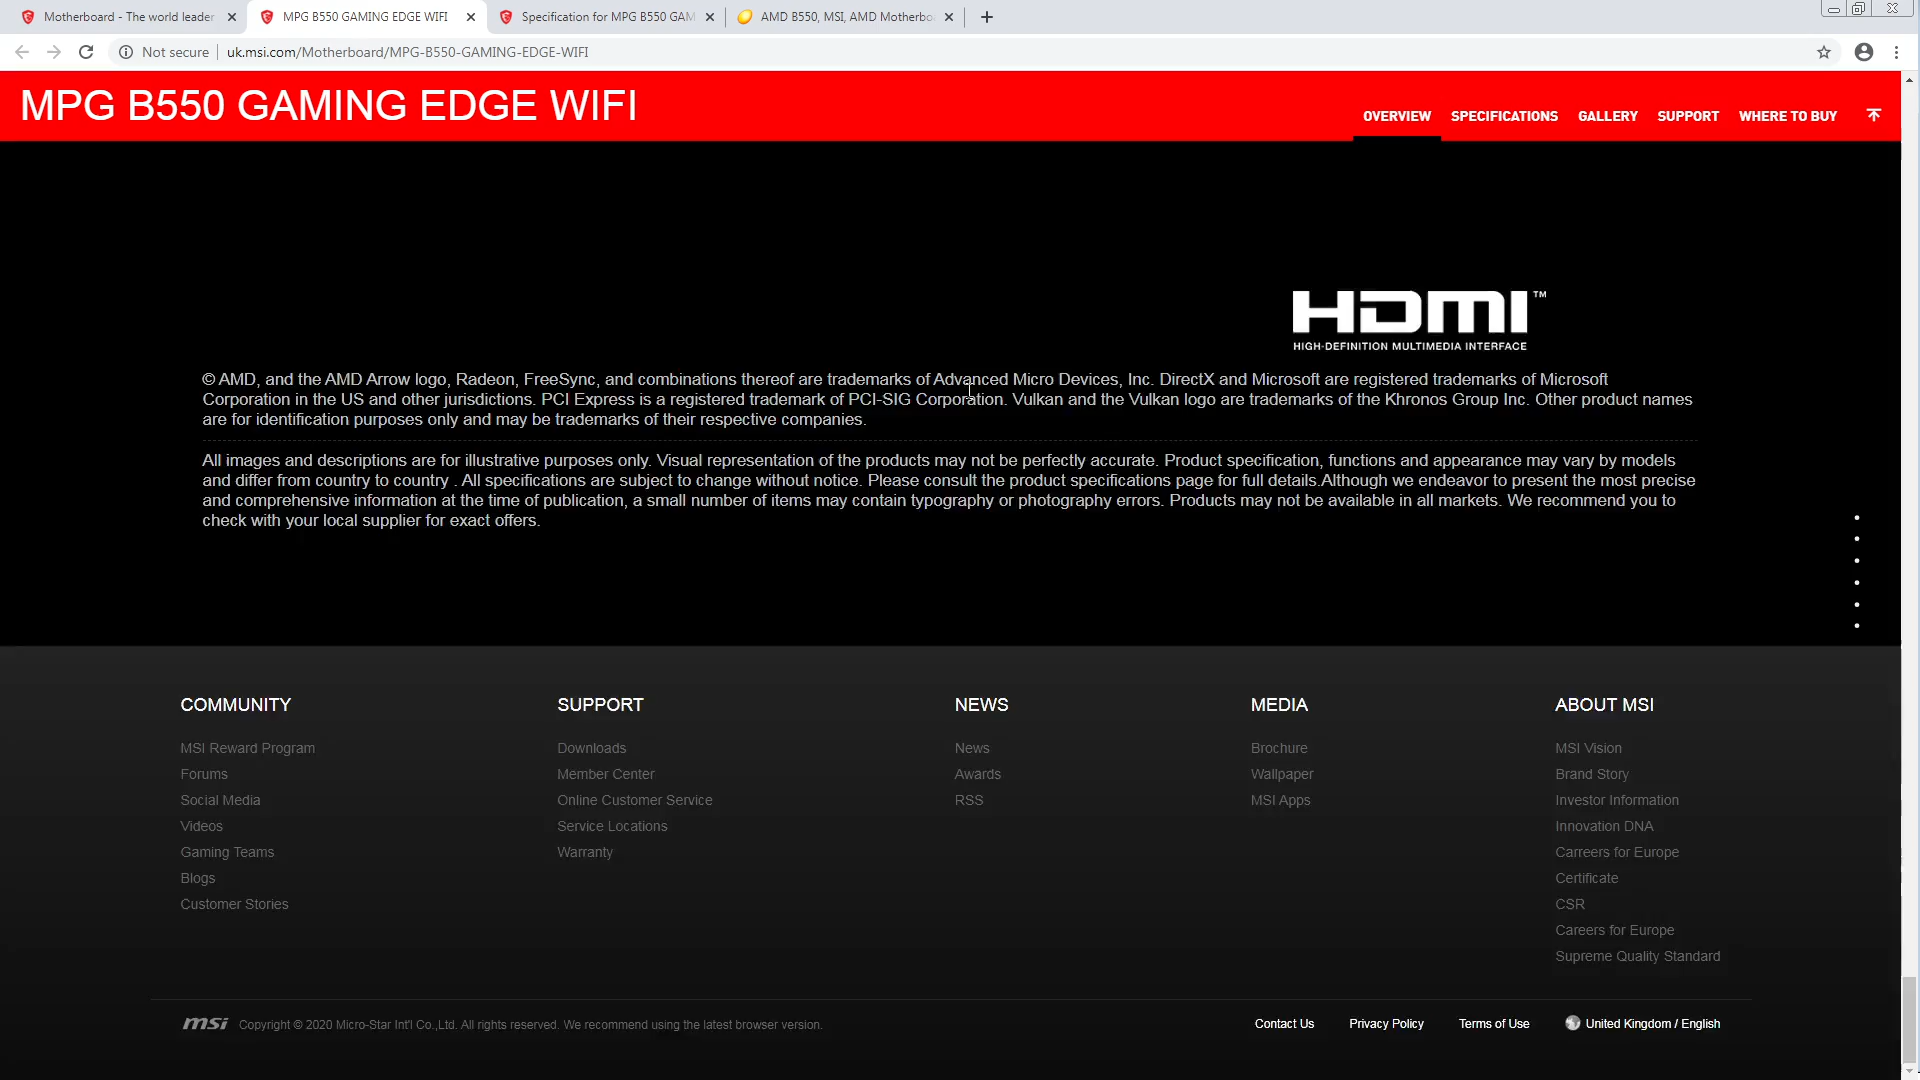 Motherboard - The world leader
MPG B550 GAMING EDGE WIFI
Specification for MPG B550 GAM
AMD B550, MSI, AMD Motherbo
Not secure
uk.msi.com/Motherboard/MPG-B550-GAMING-EDGE-WIFI
MPG B550 GAMING EDGE WIFI
OVERVIEW SPECIFICATIONS GALLERY SUPPORT WHERE TO BUY
HDMI™
HIGH-DEFINITION MULTIMEDIA INTERFACE
© AMD, and the AMD Arrow logo, Radeon, FreeSync, and combinations thereof are trademarks of Advanced Micro Devices, Inc. DirectX and Microsoft are registered trademarks of Microsoft
Corporation in the US and other jurisdictions. PCI Express is a registered trademark of PCI-SIG Corporation. Vulkan and the Vulkan logo are trademarks of the Khronos Group Inc. Other product names
are for identification purposes only and may be trademarks of their respective companies.
All images and descriptions are for illustrative purposes only. Visual representation of the products may not be perfectly accurate. Product specification, functions and appearance may vary by models
and differ from country to country . All specifications are subject to change without notice. Please consult the product specifications page for full details.Although we endeavor to present the most precise
and comprehensive information at the time of publication, a small number of items may contain typography or photography errors. Products may not be available in all markets. We recommend you to
check with your local supplier for exact offers.
COMMUNITY
MSI Reward Program
Forums
Social Media
Videos
Gaming Teams
Blogs
Customer Stories
SUPPORT
Downloads
Member Center
Online Customer Service
Service Locations
Warranty
NEWS
News
Awards
RSS
MEDIA
Brochure
Wallpaper
MSI Apps
ABOUT MSI
MSI Vision
Brand Story
Investor Information
Innovation DNA
Carreers for Europe
Certificate
CSR
Careers for Europe
Supreme Quality Standard
msi Copyright © 2020 Micro-Star Int'l Co.,Ltd. All rights reserved. We recommend using the latest browser version.
Contact Us Privacy Policy Terms of Use United Kingdom / English